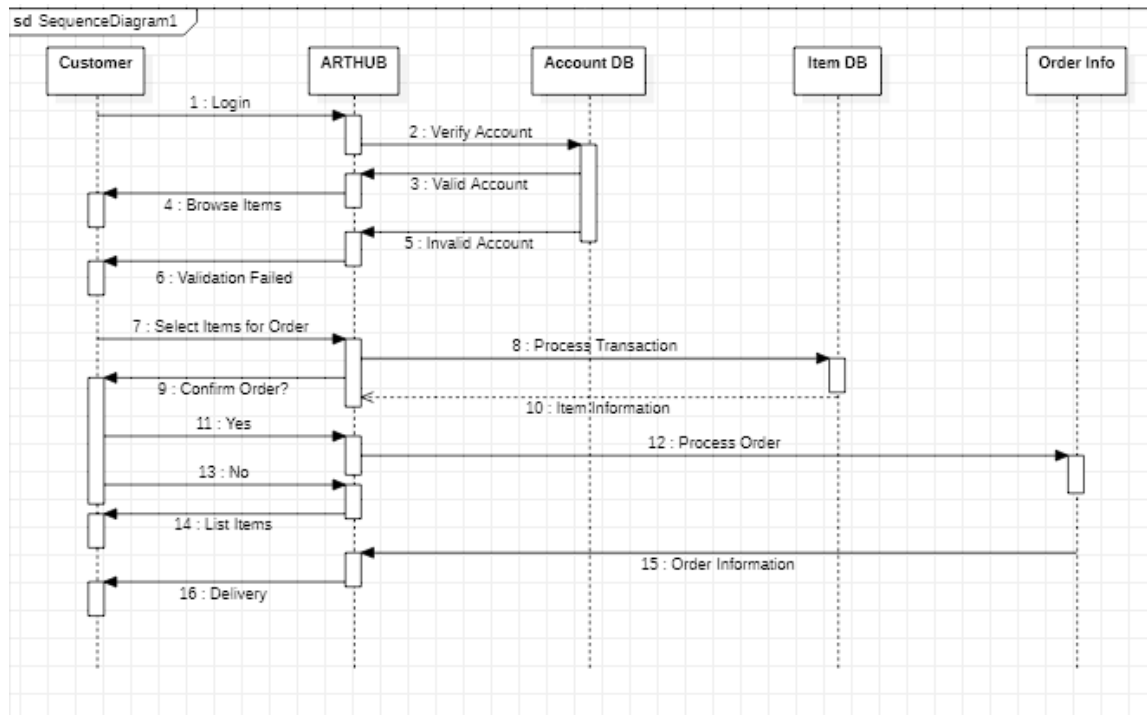 sd SequenceDiagram1
Customer
ARTHUB
Account DB
Item DB
Order Info
1 : Login
2 : Verify Account
3 : Valid Account
4 : Browse Items
5 : Invalid Account
6 : Validation Failed
7 : Select Items for Order
8 : Process Transaction
9 : Confirm Order?
10 : Item Information
11 : Yes
12 : Process Order
13 : No
14 : List Items
15 : Order Information
16 : Delivery